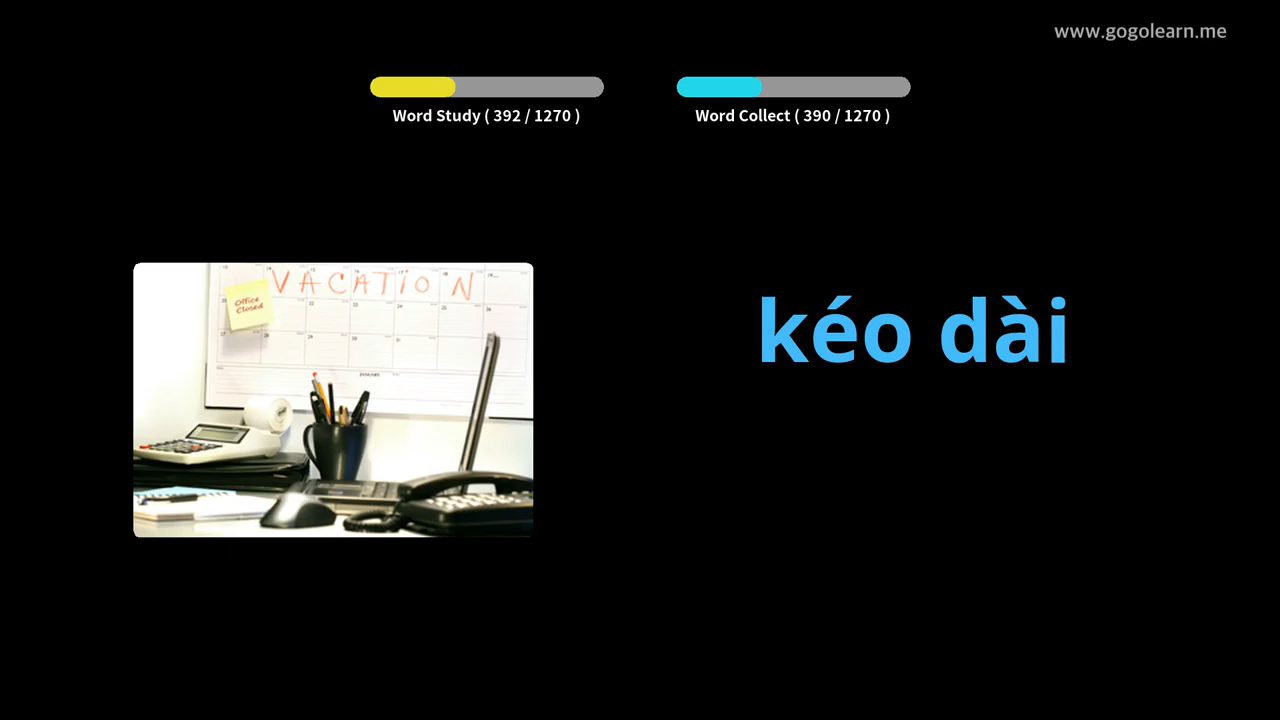 www.gogolearn.me
Word Study ( 392 / 1270 )
Word Collect ( 390 / 1270 )
VACATION
Office
Closed
kéo dài